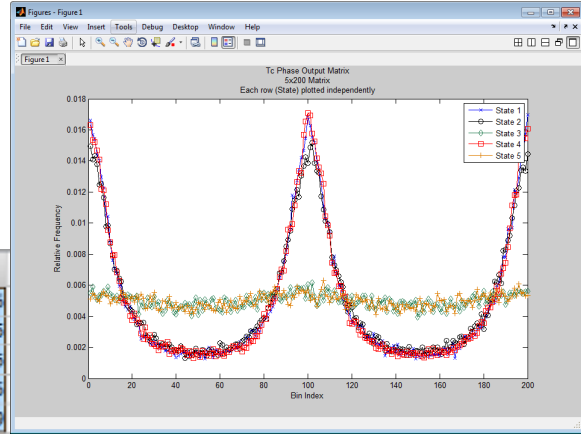 Figures - Figure 1
File Edit View Insert Tools Debug Desktop Window Help
Figure 1 ×
Tc Phase Output Matrix
5x200 Matrix
Each row (State) plotted independently
0.018
0.016
0.014
0.012
0.01
0.008
0.006
0.004
0.002
0
Relative Frequency
State 1
State 2
State 3
State 4
State 5
0 20 40 60 80 100 120 140 160 180 200
Bin Index